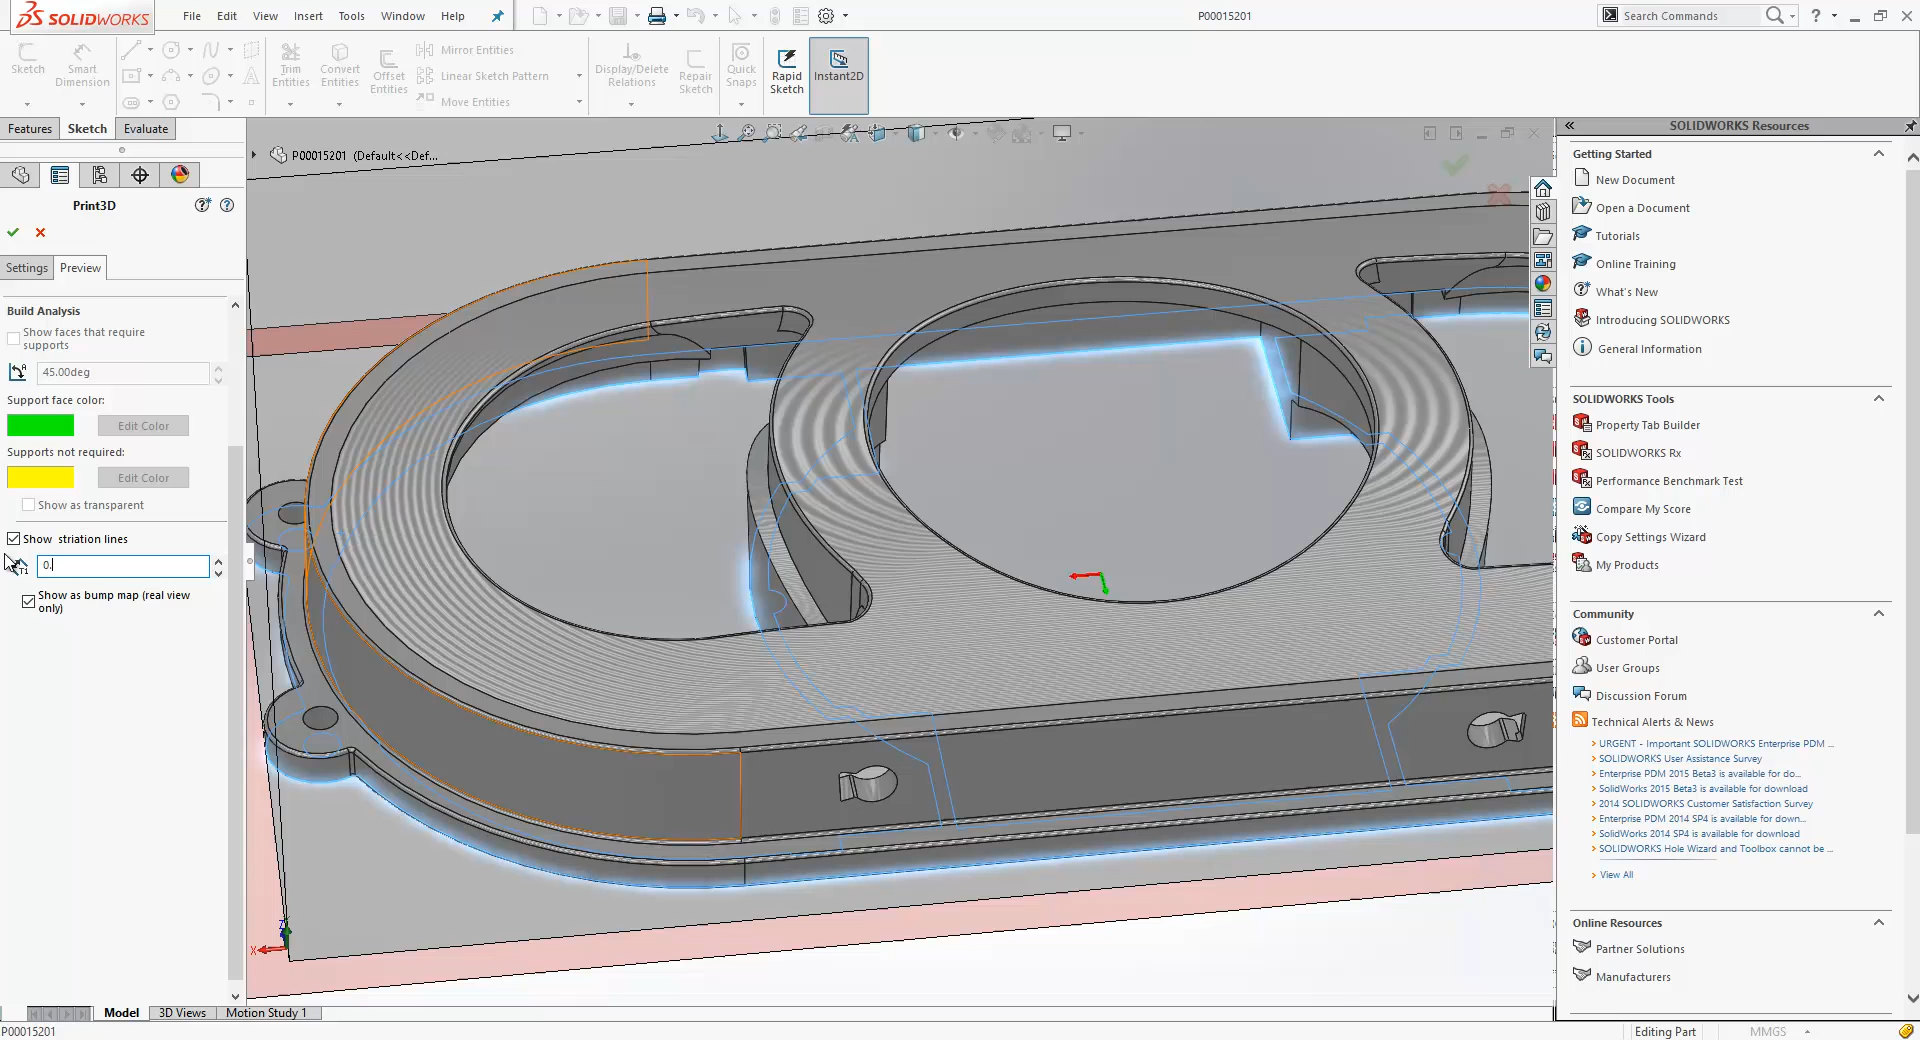 SOLIDWORKS
File Edit View Insert Tools Window Help
P00015201
Search Commands
?
Sketch
Smart
Dimension
Trim
Entities
Convert
Entities
Offset
Entities
Mirror Entities
Linear Sketch Pattern
Move Entities
Display/Delete
Relations
Repair
Sketch
Quick
Snaps
Rapid
Sketch
Instant2D
Features Sketch Evaluate
P00015201 (Default<<Def...
Print3D
Settings Preview
Build Analysis
Show faces that require
supports
45.00deg
Support face color:
Edit Color
Supports not required:
Edit Color
Show as transparent
Show striation lines
T1
0.
Show as bump map (real view
only)
X
Z
Model 3D Views Motion Study 1
P00015201
Editing Part
MMGS
SOLIDWORKS Resources
Getting Started
New Document
Open a Document
Tutorials
Online Training
What's New
Introducing SOLIDWORKS
General Information
SOLIDWORKS Tools
Property Tab Builder
SOLIDWORKS Rx
Performance Benchmark Test
Compare My Score
Copy Settings Wizard
My Products
Community
Customer Portal
User Groups
Discussion Forum
Technical Alerts & News
URGENT - Important SOLIDWORKS Enterprise PDM ...
SOLIDWORKS User Assistance Survey
Enterprise PDM 2015 Beta3 is available for do...
SolidWorks 2015 Beta3 is available for download
2014 SOLIDWORKS Customer Satisfaction Survey
Enterprise PDM 2014 SP4 is available for down...
SolidWorks 2014 SP4 is available for download
SOLIDWORKS Hole Wizard and Toolbox cannot be ...
View All
Online Resources
Partner Solutions
Manufacturers